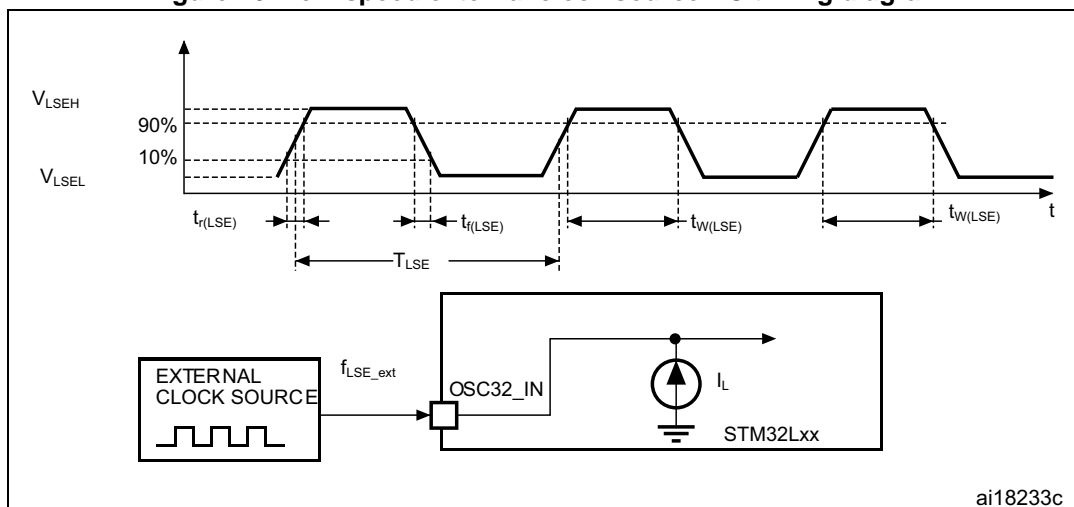 V_LSEH
90%
10%
V_LSEL
t_r(LSE)
t_f(LSE)
t_W(LSE)
t_W(LSE)
t
T_LSE
EXTERNAL
CLOCK SOURCE
f_LSE_ext
OSC32_IN
I_L
STM32Lxx
ai18233c